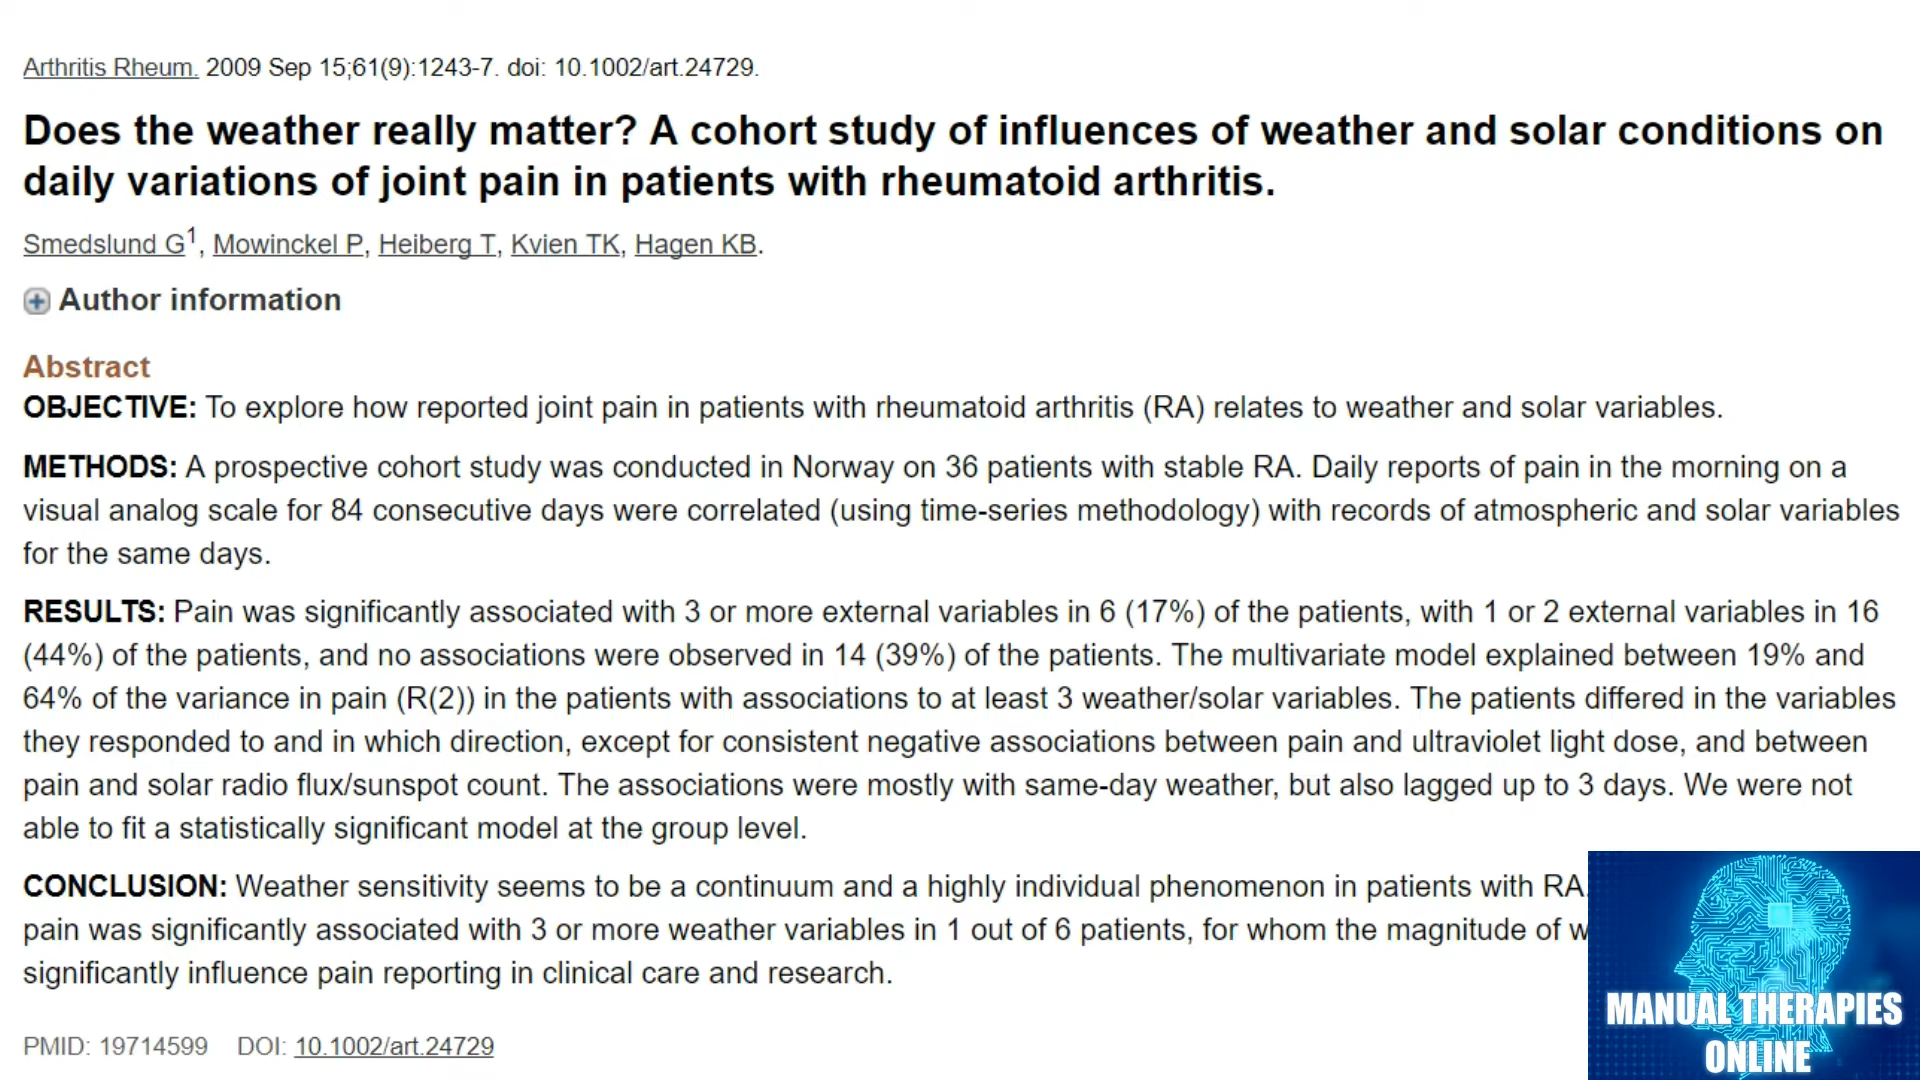 Arthritis Rheum. 2009 Sep 15;61(9):1243-7. doi: 10.1002/art.24729.
Does the weather really matter? A cohort study of influences of weather and solar conditions on
daily variations of joint pain in patients with rheumatoid arthritis.
Smedslund G1, Mowinckel P, Heiberg T, Kvien TK, Hagen KB.
Author information
Abstract
OBJECTIVE: To explore how reported joint pain in patients with rheumatoid arthritis (RA) relates to weather and solar variables.
METHODS: A prospective cohort study was conducted in Norway on 36 patients with stable RA. Daily reports of pain in the morning on a
visual analog scale for 84 consecutive days were correlated (using time-series methodology) with records of atmospheric and solar variables
for the same days.
RESULTS: Pain was significantly associated with 3 or more external variables in 6 (17%) of the patients, with 1 or 2 external variables in 16
(44%) of the patients, and no associations were observed in 14 (39%) of the patients. The multivariate model explained between 19% and
64% of the variance in pain (R(2)) in the patients with associations to at least 3 weather/solar variables. The patients differed in the variables
they responded to and in which direction, except for consistent negative associations between pain and ultraviolet light dose, and between
pain and solar radio flux/sunspot count. The associations were mostly with same-day weather, but also lagged up to 3 days. We were not
able to fit a statistically significant model at the group level.
CONCLUSION: Weather sensitivity seems to be a continuum and a highly individual phenomenon in patients with RA.
pain was significantly associated with 3 or more weather variables in 1 out of 6 patients, for whom the magnitude of
significantly influence pain reporting in clinical care and research.
PMID: 19714599 DOI: 10.1002/art.24729
MANUAL THERAPIES
ONLINE